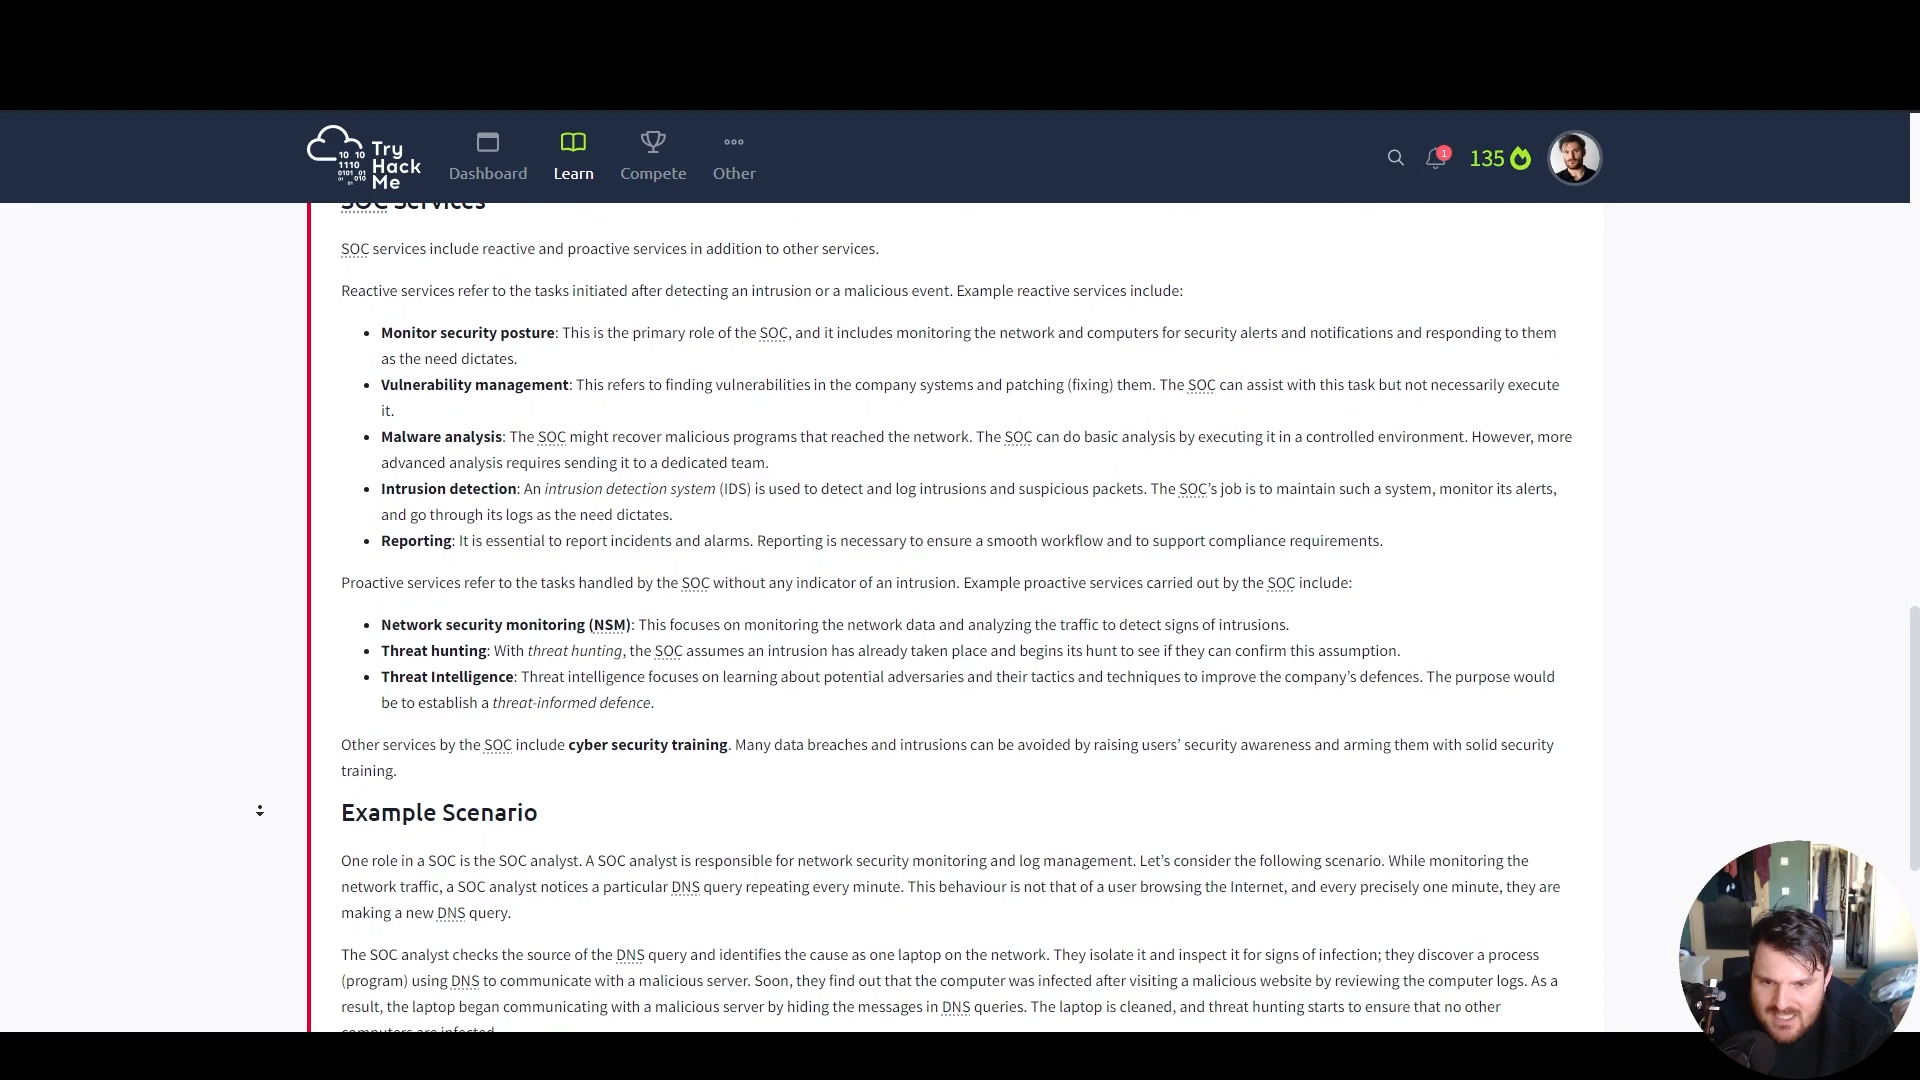 Try
Hack
Me
10 10
1110
0101 01
01 010
Dashboard
Learn
Compete
Other
1
135
SOC Services
SOC services include reactive and proactive services in addition to other services.
Reactive services refer to the tasks initiated after detecting an intrusion or a malicious event. Example reactive services include:
Monitor security posture: This is the primary role of the SOC, and it includes monitoring the network and computers for security alerts and notifications and responding to them
as the need dictates.
Vulnerability management: This refers to finding vulnerabilities in the company systems and patching (fixing) them. The SOC can assist with this task but not necessarily execute
it.
Malware analysis: The SOC might recover malicious programs that reached the network. The SOC can do basic analysis by executing it in a controlled environment. However, more
advanced analysis requires sending it to a dedicated team.
Intrusion detection: An intrusion detection system (IDS) is used to detect and log intrusions and suspicious packets. The SOC’s job is to maintain such a system, monitor its alerts,
and go through its logs as the need dictates.
Reporting: It is essential to report incidents and alarms. Reporting is necessary to ensure a smooth workflow and to support compliance requirements.
Proactive services refer to the tasks handled by the SOC without any indicator of an intrusion. Example proactive services carried out by the SOC include:
Network security monitoring (NSM): This focuses on monitoring the network data and analyzing the traffic to detect signs of intrusions.
Threat hunting: With threat hunting, the SOC assumes an intrusion has already taken place and begins its hunt to see if they can confirm this assumption.
Threat Intelligence: Threat intelligence focuses on learning about potential adversaries and their tactics and techniques to improve the company’s defences. The purpose would
be to establish a threat-informed defence.
Other services by the SOC include cyber security training. Many data breaches and intrusions can be avoided by raising users’ security awareness and arming them with solid security
training.
Example Scenario
One role in a SOC is the SOC analyst. A SOC analyst is responsible for network security monitoring and log management. Let’s consider the following scenario. While monitoring the
network traffic, a SOC analyst notices a particular DNS query repeating every minute. This behaviour is not that of a user browsing the Internet, and every precisely one minute, they are
making a new DNS query.
The SOC analyst checks the source of the DNS query and identifies the cause as one laptop on the network. They isolate it and inspect it for signs of infection; they discover a process
(program) using DNS to communicate with a malicious server. Soon, they find out that the computer was infected after visiting a malicious website by reviewing the computer logs. As a
result, the laptop began communicating with a malicious server by hiding the messages in DNS queries. The laptop is cleaned, and threat hunting starts to ensure that no other
computers are infected.